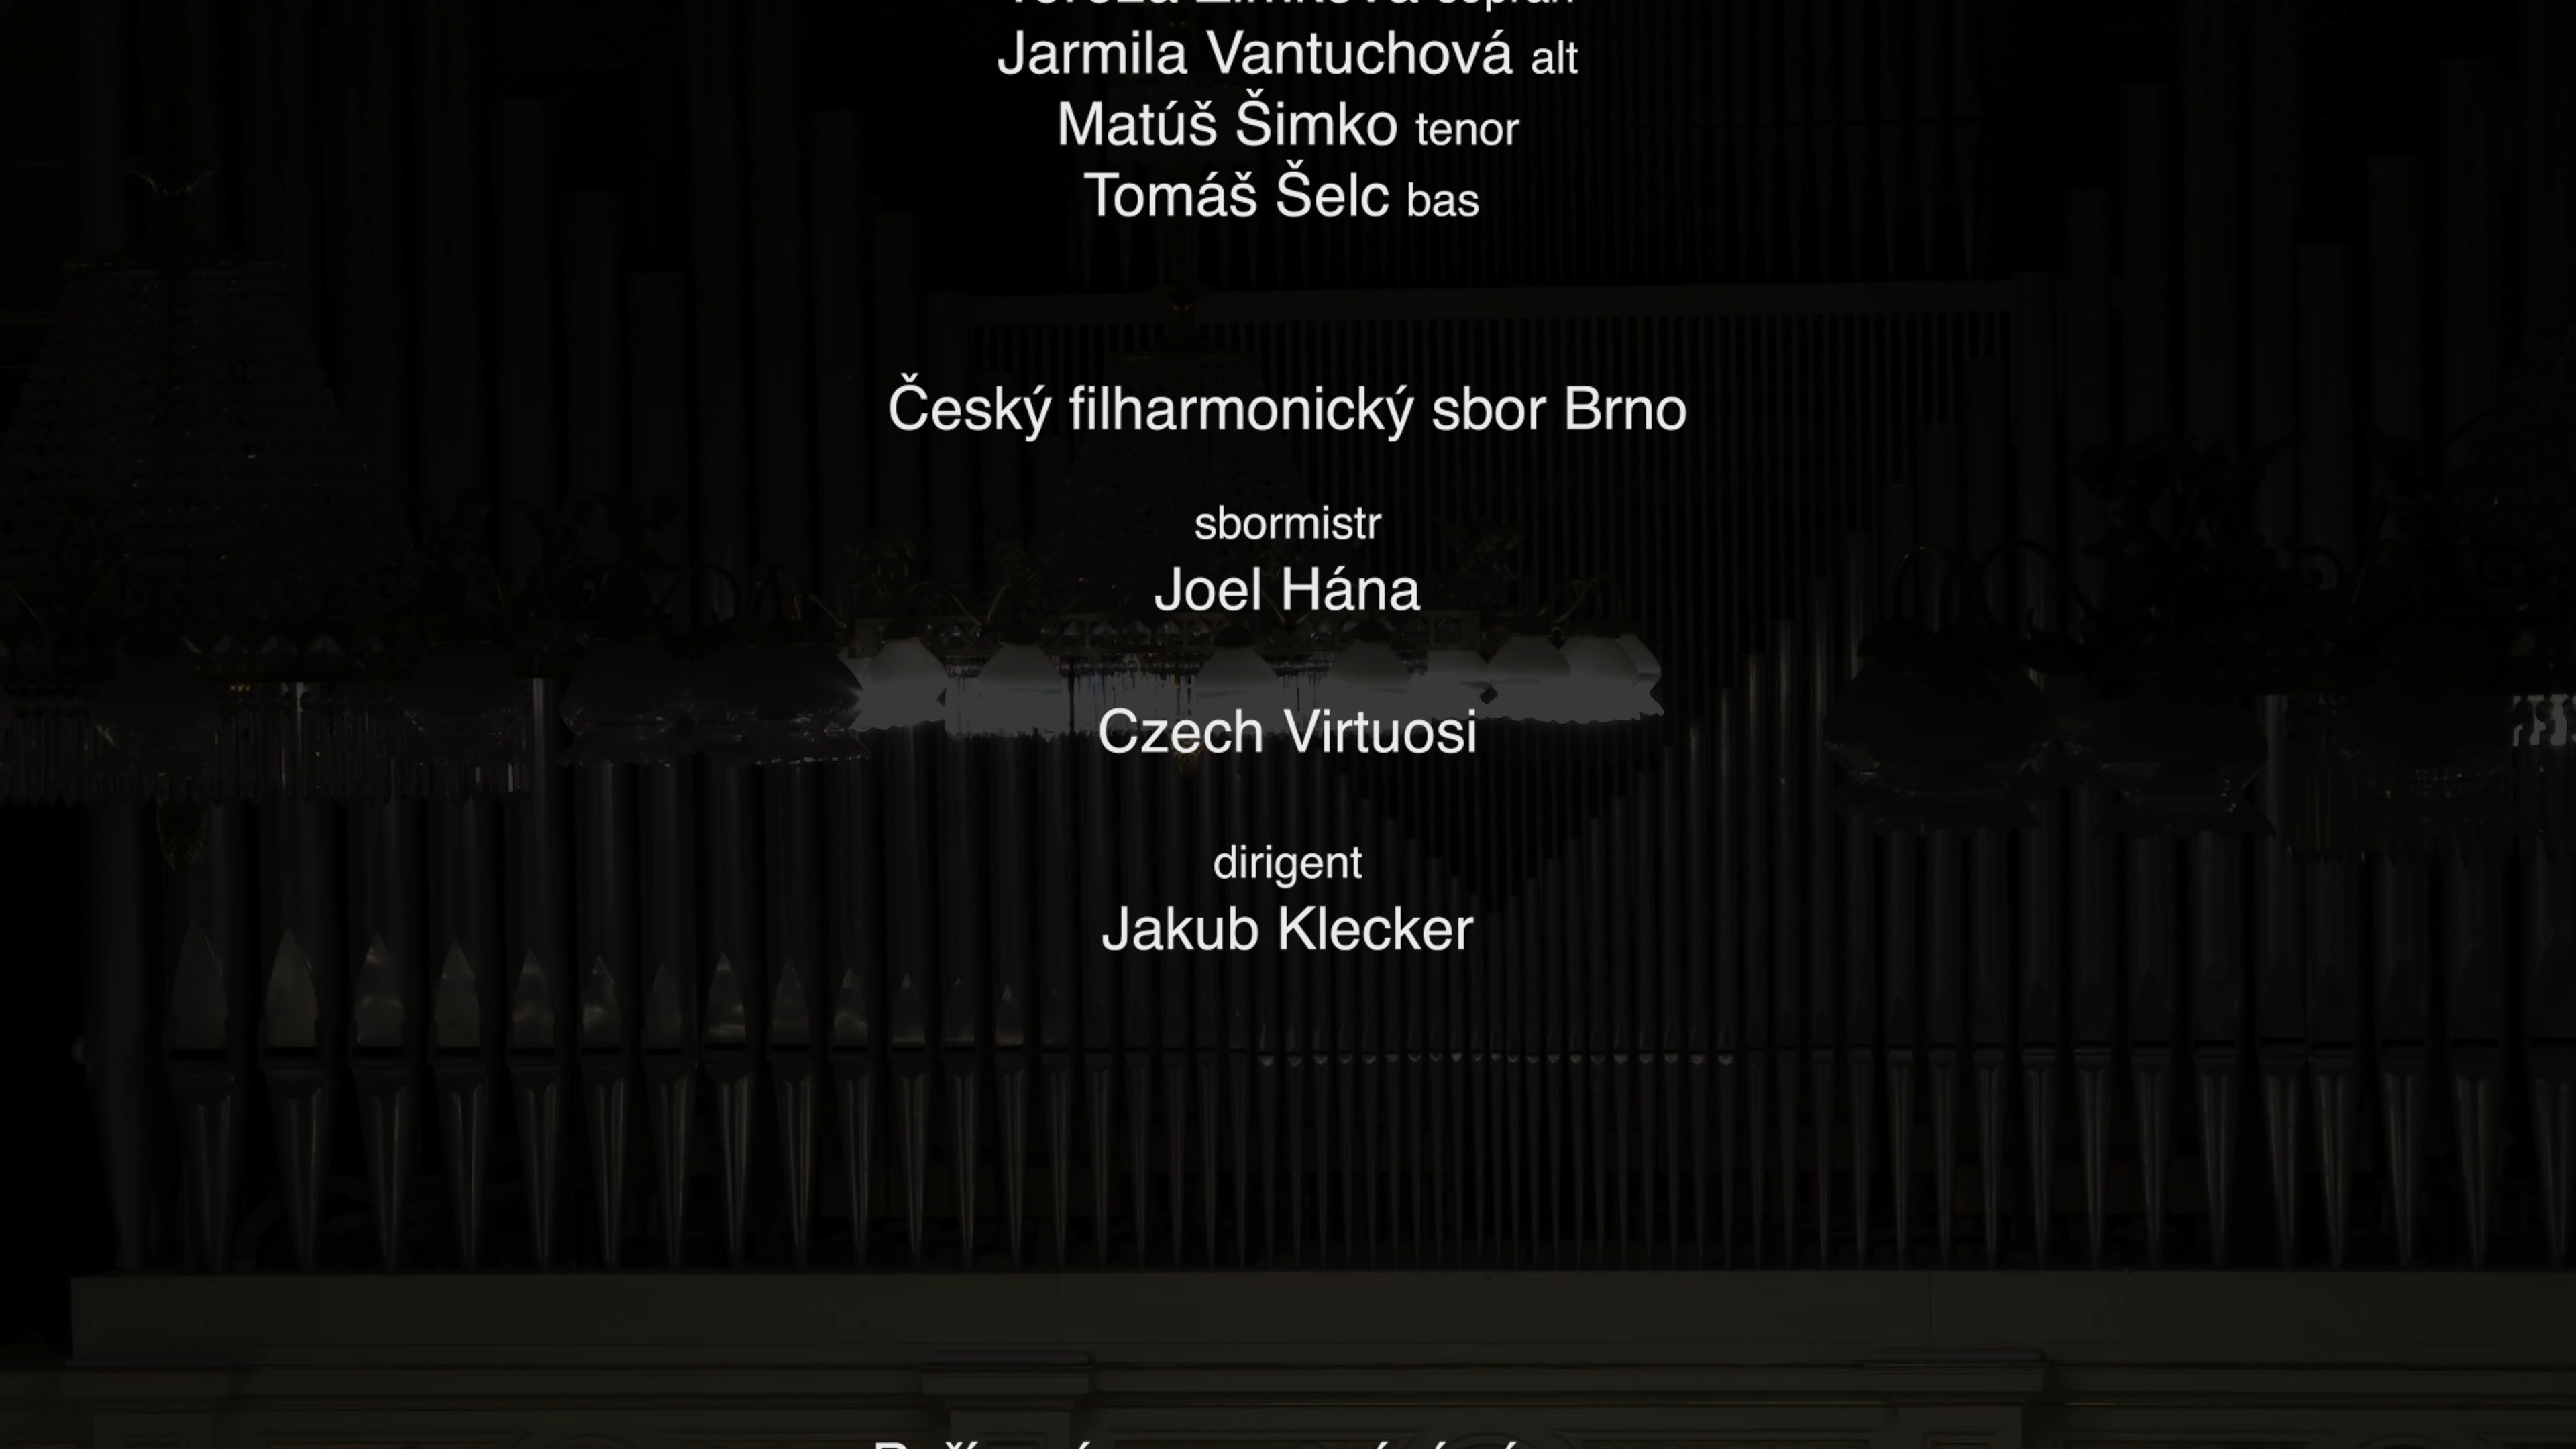 Jarmila Vantuchová alt
Matúš Šimko tenor
Tomáš Šelc bas
Český filharmonický sbor Brno
sbormistr
Joel Hána
Czech Virtuosi
dirigent
Jakub Klecker